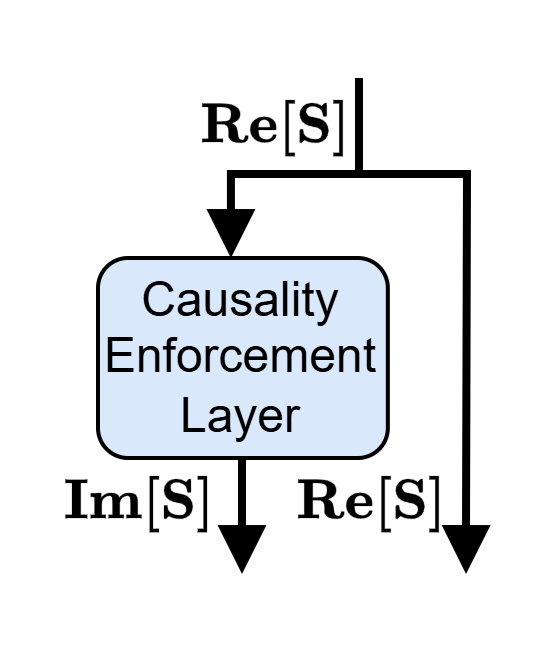 Re[S]
Causality
Enforcement
Layer
Im[S]
Re[S]